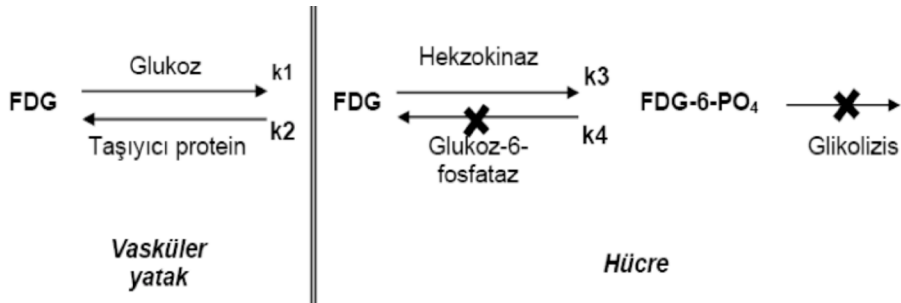 Glukoz k1
FDG
k2
Taşıyıcı protein
Vasküler
yatak
Hekzokinaz
k3
FDG FDG-6-PO₄
k4
Glukoz-6-
fosfataz
Glikolizis
Hücre